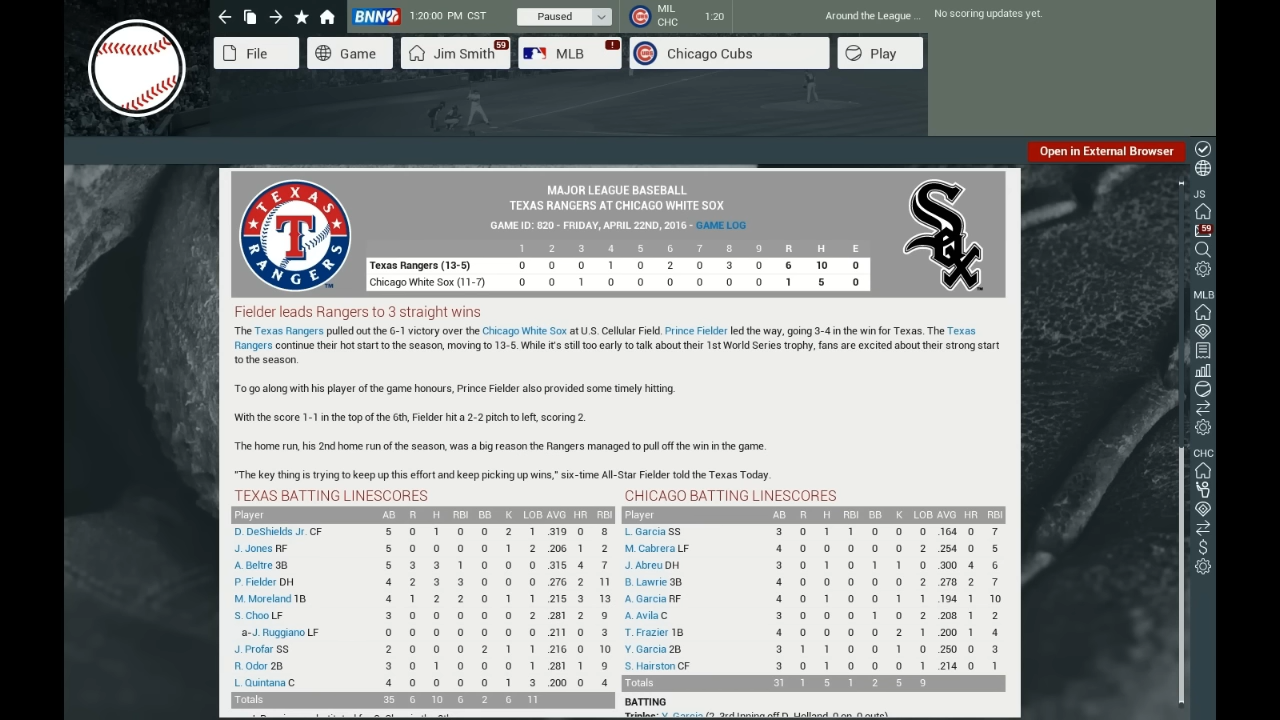 BNN 1:20:00 PM CST Paused MIL CHC 1:20 Around the League ... No scoring updates yet.
File Game Jim Smith 59 MLB ! Chicago Cubs Play
Open in External Browser
JS
59
MLB
CHC
TEXAS RANGERS T TM
Sox
MAJOR LEAGUE BASEBALL
TEXAS RANGERS AT CHICAGO WHITE SOX
GAME ID: 820 - FRIDAY, APRIL 22ND, 2016 - GAME LOG
1 2 3 4 5 6 7 8 9 R H E
Texas Rangers (13-5) 0 0 0 1 0 2 0 3 0 6 10 0
Chicago White Sox (11-7) 0 0 1 0 0 0 0 0 0 1 5 0
Fielder leads Rangers to 3 straight wins
The Texas Rangers pulled out the 6-1 victory over the Chicago White Sox at U.S. Cellular Field. Prince Fielder led the way, going 3-4 in the win for Texas. The Texas
Rangers continue their hot start to the season, moving to 13-5. While it's still too early to talk about their 1st World Series trophy, fans are excited about their strong start
to the season.
To go along with his player of the game honours, Prince Fielder also provided some timely hitting.
With the score 1-1 in the top of the 6th, Fielder hit a 2-2 pitch to left, scoring 2.
The home run, his 2nd home run of the season, was a big reason the Rangers managed to pull off the win in the game.
"The key thing is trying to keep up this effort and keep picking up wins," six-time All-Star Fielder told the Texas Today.
TEXAS BATTING LINESCORES
Player AB R H RBI BB K LOB AVG HR RBI
D. DeShields Jr. CF 5 0 1 0 0 2 1 .319 0 8
J. Jones RF 5 0 0 0 0 1 2 .206 1 2
A. Beltre 3B 5 3 3 1 0 0 0 .315 4 7
P. Fielder DH 4 2 3 3 0 0 0 .276 2 11
M. Moreland 1B 4 1 2 2 0 1 1 .215 3 13
S. Choo LF 3 0 0 0 0 0 2 .281 2 9
a-J. Ruggiano LF 0 0 0 0 0 0 0 .211 0 3
J. Profar SS 2 0 0 0 2 1 1 .216 0 10
R. Odor 2B 3 0 1 0 0 0 1 .281 1 9
L. Quintana C 4 0 0 0 0 1 3 .200 0 4
Totals 35 6 10 6 2 6 11
CHICAGO BATTING LINESCORES
Player AB R H RBI BB K LOB AVG HR RBI
L. Garcia SS 3 0 1 1 0 0 0 .164 0 7
M. Cabrera LF 4 0 0 0 0 0 2 .254 0 5
J. Abreu DH 3 0 1 0 1 1 0 .300 4 6
B. Lawrie 3B 4 0 0 0 0 0 2 .278 2 7
A. Garcia RF 4 0 1 0 0 1 1 .194 1 10
A. Avila C 3 0 0 0 1 0 2 .208 1 2
T. Frazier 1B 4 0 0 0 0 2 1 .200 1 4
Y. Garcia 2B 3 1 1 0 0 1 0 .250 0 3
S. Hairston CF 3 0 1 0 0 0 1 .214 0 1
Totals 31 1 5 1 2 5 9
BATTING
Triples: Y. Garcia (2, 3rd Inning off D. Holland, 0 on, 0 outs)